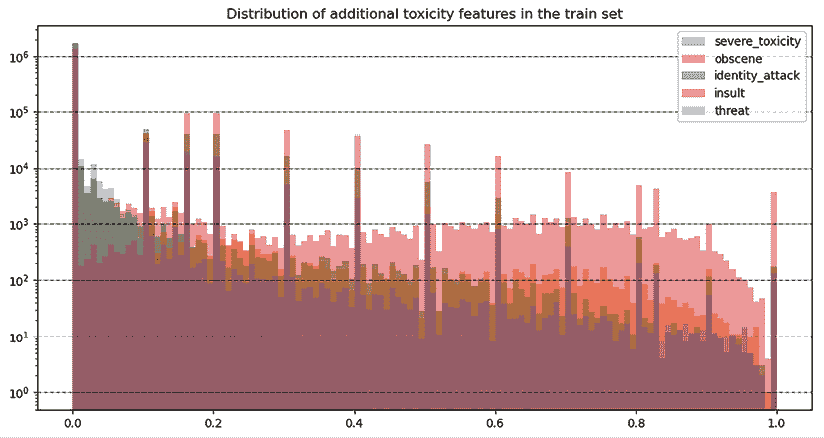 Distribution of additional toxicity features in the train set
severe_toxicity
obscene
identity_attack
insult
threat
10⁶
10⁵
10⁴
10³
10²
10¹
10⁰
0.0 0.2 0.4 0.6 0.8 1.0